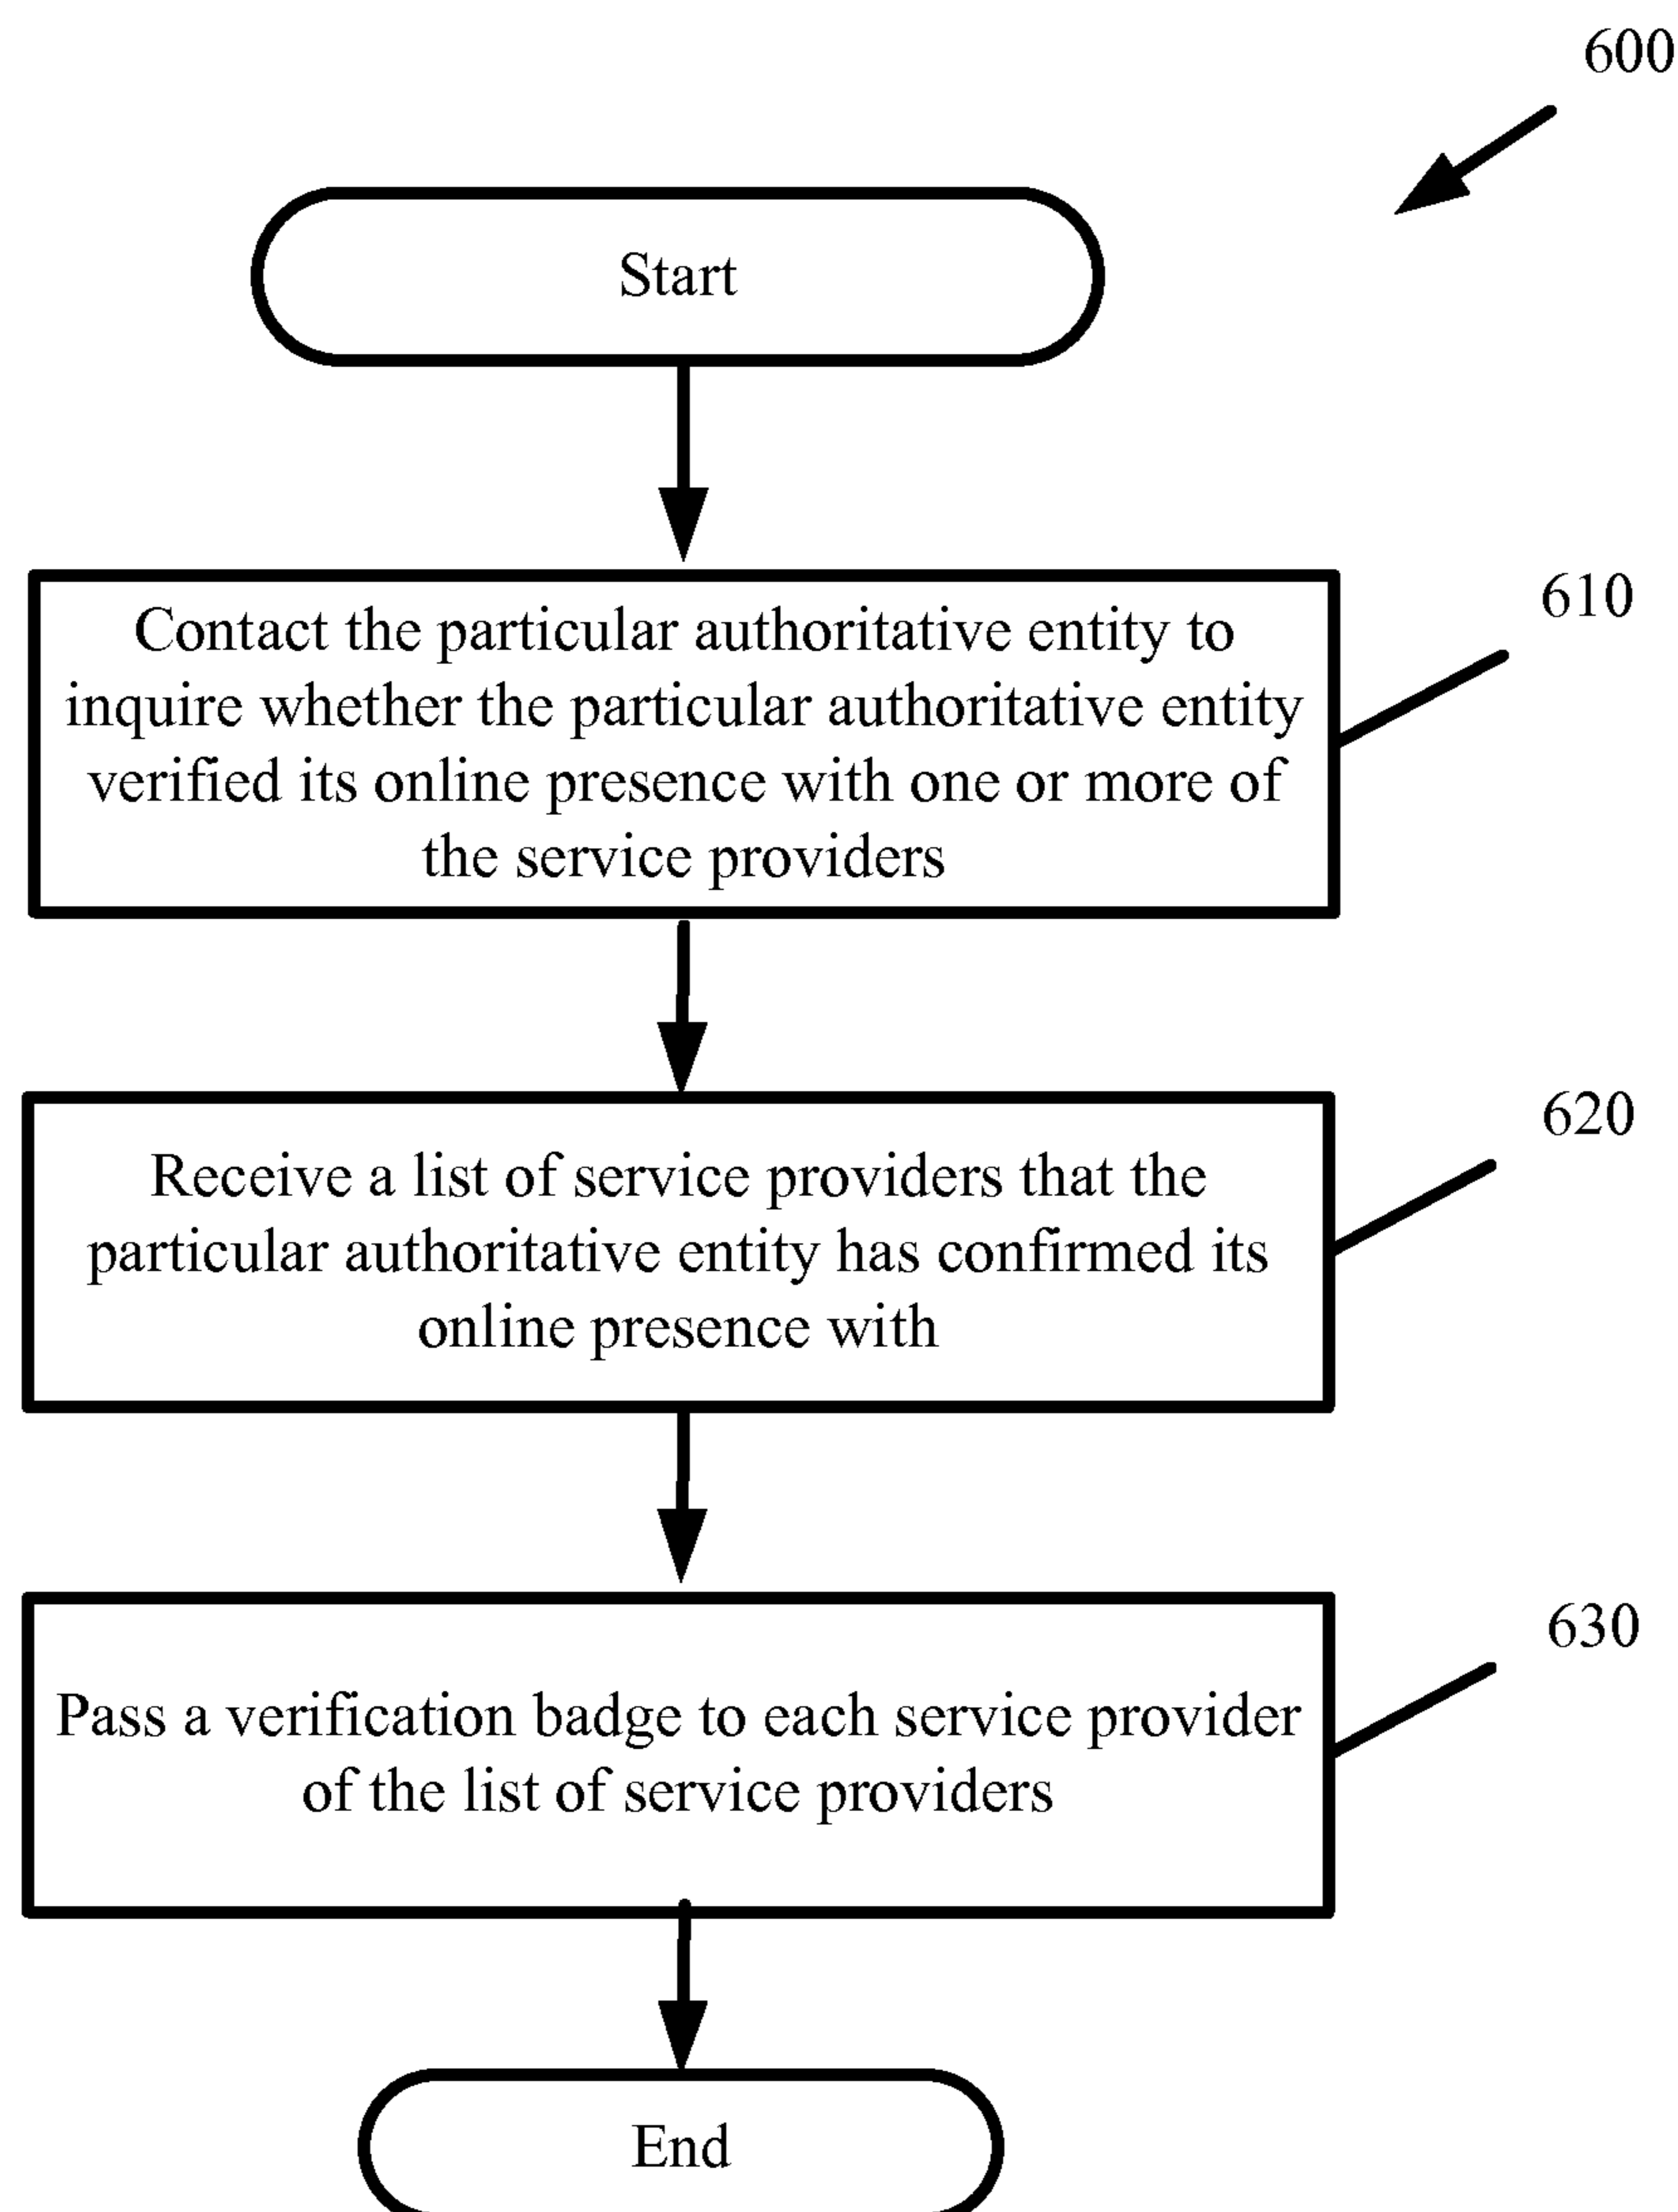 600
Start
610
Contact the particular authoritative entity to
inquire whether the particular authoritative entity
verified its online presence with one or more of
the service providers
620
Receive a list of service providers that the
particular authoritative entity has confirmed its
online presence with
630
Pass a verification badge to each service provider
of the list of service providers
End